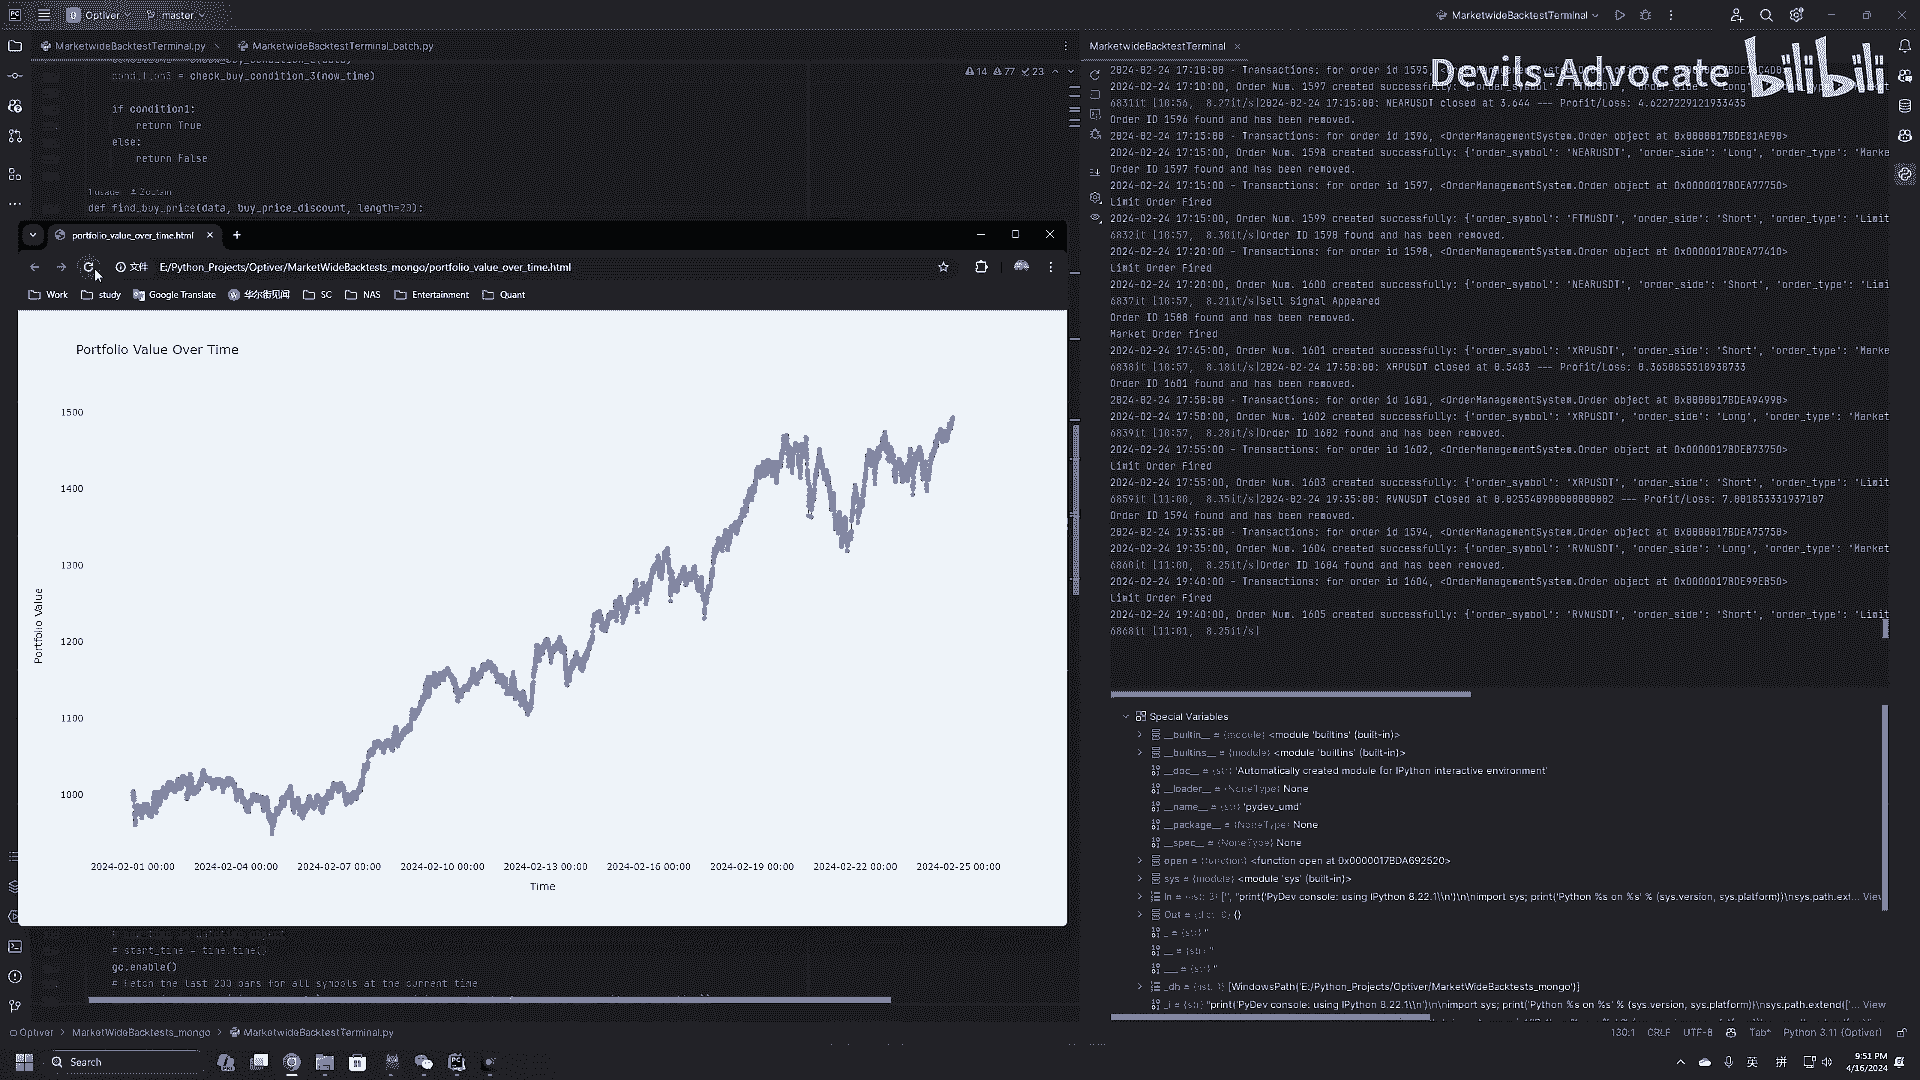 Optiver
master
MarketwideBacktestTerminal
MarketwideBacktestTerminal.py
MarketwideBacktestTerminal_batch.py
MarketwideBacktestTerminal
Devils-Advocate bilibili
condition3 = check_buy_condition_3(now_time)
14 77 23
if condition1:
return True
else:
return False
def find_buy_price(data, buy_price_discount, length=20):
portfolio_value_over_time.html
文件 E:/Python_Projects/Optiver/MarketWideBacktests_mongo/portfolio_value_over_time.html
Work study Google Translate 华尔街见闻 SC NAS Entertainment Quant
Portfolio Value Over Time
1500
1400
1300
1200
1100
1000
Portfolio Value
2024-02-01 00:00 2024-02-04 00:00 2024-02-07 00:00 2024-02-10 00:00 2024-02-13 00:00 2024-02-16 00:00 2024-02-19 00:00 2024-02-22 00:00 2024-02-25 00:00
Time
# start_time = time.time()
gc.enable()
# Fetch the last 200 bars for all symbols at the current time
2024-02-24 17:10:00 - Transactions: for order id 1595,
2024-02-24 17:10:00, Order Num. 1597 created successfully:
6831it [10:56, 8.27it/s]2024-02-24 17:15:00: NEARUSDT closed at 3.644 --- Profit/Loss: 4.6227229121933435
Order ID 1596 found and has been removed.
2024-02-24 17:15:00 - Transactions: for order id 1596, <OrderManagementSystem.Order object at 0x0000017BDE81AE90>
2024-02-24 17:15:00, Order Num. 1598 created successfully: {'order_symbol': 'NEARUSDT', 'order_side': 'Long', 'order_type': 'Marke
Order ID 1597 found and has been removed.
2024-02-24 17:15:00 - Transactions: for order id 1597, <OrderManagementSystem.Order object at 0x0000017BDEA77750>
Limit Order Fired
2024-02-24 17:15:00, Order Num. 1599 created successfully: {'order_symbol': 'FTMUSDT', 'order_side': 'Short', 'order_type': 'Limit
6832it [10:56, 8.30it/s]Order ID 1598 found and has been removed.
2024-02-24 17:20:00 - Transactions: for order id 1598, <OrderManagementSystem.Order object at 0x0000017BDEA77410>
Limit Order Fired
2024-02-24 17:20:00, Order Num. 1600 created successfully: {'order_symbol': 'NEARUSDT', 'order_side': 'Short', 'order_type': 'Limi
6837it [10:57, 8.21it/s]Sell Signal Appeared
Order ID 1588 found and has been removed.
Market Order fired
2024-02-24 17:45:00, Order Num. 1601 created successfully: {'order_symbol': 'XRPUSDT', 'order_side': 'Short', 'order_type': 'Marke
6838it [10:57, 8.18it/s]2024-02-24 17:50:00: XRPUSDT closed at 0.5483 --- Profit/Loss: 0.3650855510938733
Order ID 1601 found and has been removed.
2024-02-24 17:50:00 - Transactions: for order id 1601, <OrderManagementSystem.Order object at 0x0000017BDEA94990>
2024-02-24 17:50:00, Order Num. 1602 created successfully: {'order_symbol': 'XRPUSDT', 'order_side': 'Long', 'order_type': 'Market
6839it [10:57, 8.28it/s]Order ID 1602 found and has been removed.
2024-02-24 17:55:00 - Transactions: for order id 1602, <OrderManagementSystem.Order object at 0x0000017BDEB73750>
Limit Order Fired
2024-02-24 17:55:00, Order Num. 1603 created successfully: {'order_symbol': 'XRPUSDT', 'order_side': 'Short', 'order_type': 'Limit
6859it [11:00, 8.35it/s]2024-02-24 19:35:00: RVNUSDT closed at 0.025540900000000002 --- Profit/Loss: 7.001053331937107
Order ID 1594 found and has been removed.
2024-02-24 19:35:00 - Transactions: for order id 1594, <OrderManagementSystem.Order object at 0x0000017BDEA75750>
2024-02-24 19:35:00, Order Num. 1604 created successfully: {'order_symbol': 'RVNUSDT', 'order_side': 'Long', 'order_type': 'Market
6860it [11:00, 8.25it/s]Order ID 1604 found and has been removed.
2024-02-24 19:40:00 - Transactions: for order id 1604, <OrderManagementSystem.Order object at 0x0000017BDE99EB50>
Limit Order Fired
2024-02-24 19:40:00, Order Num. 1605 created successfully: {'order_symbol': 'RVNUSDT', 'order_side': 'Short', 'order_type': 'Limit
6868it [11:01, 8.25it/s]
Special Variables
__builtin__ = {module} <module 'builtins' (built-in)>
__builtins__ = {module} <module 'builtins' (built-in)>
__doc__ = {str} 'Automatically created module for IPython interactive environment'
__loader__ = {NoneType} None
__name__ = {str} 'pydev_umd'
__package__ = {NoneType} None
__spec__ = {NoneType} None
open = {function} <function open at 0x0000017BDA692520>
sys = {module} <module 'sys' (built-in)>
In = {list: 3} ['', "print('PyDev console: using IPython 8.22.1\\n')\n\nimport sys; print('Python %s on %s' % (sys.version, sys.platform))\nsys.path.ext... View
Out = {dict: 0} {}
_ = {str} ''
__ = {str} ''
___ = {str} ''
_dh = {list: 1} [WindowsPath('E:/Python_Projects/Optiver/MarketWideBacktests_mongo')]
_i = {str} "print('PyDev console: using IPython 8.22.1\\n')\n\nimport sys; print('Python %s on %s' % (sys.version, sys.platform))\nsys.path.extend(['... View
Optiver > MarketWideBacktests_mongo > MarketwideBacktestTerminal.py
130:1 CRLF UTF-8 Tab* Python 3.11 (Optiver)
Search
英 拼
9:51 PM
4/16/2024